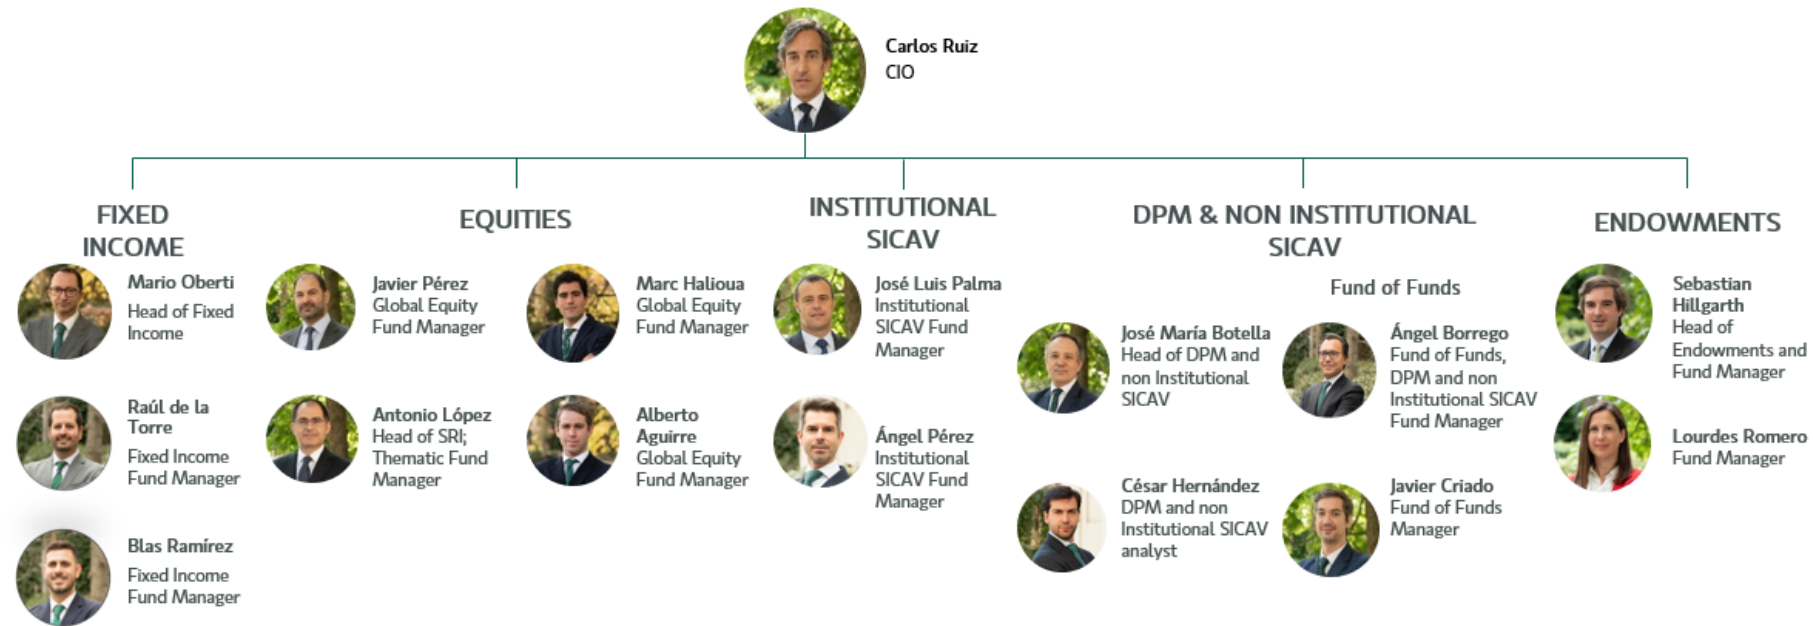 Carlos Ruiz
CIO
FIXED
INCOME
Mario Oberti
Head of Fixed
Income
Raúl de la
Torre
Fixed Income
Fund Manager
Blas Ramírez
Fixed Income
Fund Manager
EQUITIES
Javier Pérez
Global Equity
Fund Manager
Marc Halioua
Global Equity
Fund Manager
Antonio López
Head of SRI;
Thematic Fund
Manager
Alberto
Aguirre
Global Equity
Fund Manager
INSTITUTIONAL
SICAV
José Luis Palma
Institutional
SICAV Fund
Manager
Ángel Pérez
Institutional
SICAV Fund
Manager
DPM & NON INSTITUTIONAL
SICAV
Fund of Funds
José María Botella
Head of DPM and
non Institutional
SICAV
Ángel Borrego
Fund of Funds,
DPM and non
Institutional SICAV
Fund Manager
César Hernández
DPM and non
Institutional SICAV
analyst
Javier Criado
Fund of Funds
Manager
ENDOWMENTS
Sebastian
Hillgarth
Head of
Endowments and
Fund Manager
Lourdes Romero
Fund Manager